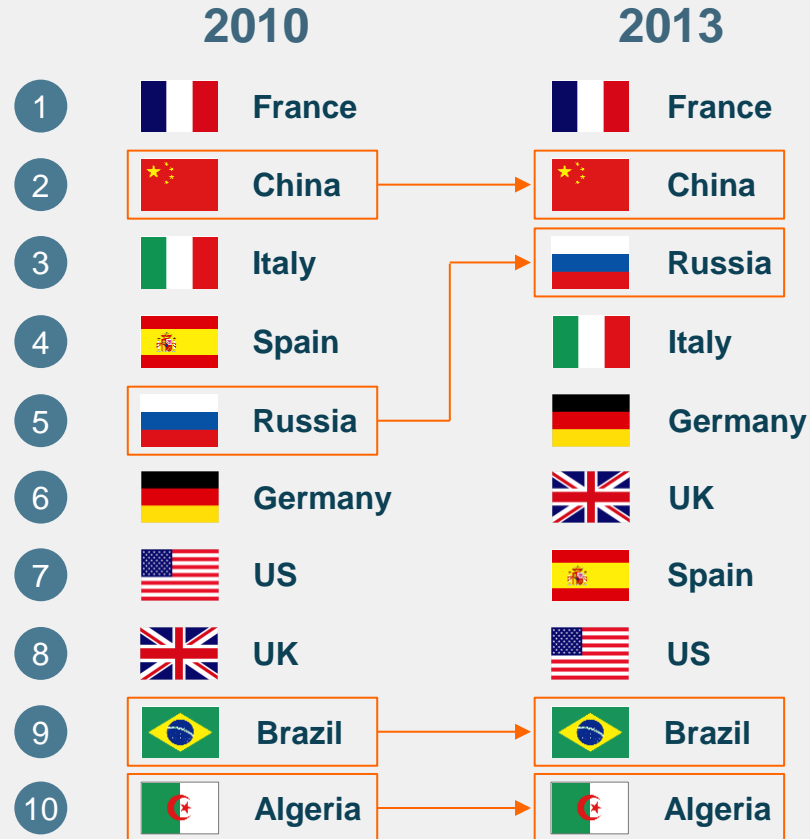 2010 2013
1 France France
2 China China
3 Italy Russia
4 Spain Italy
5 Russia Germany
6 Germany UK
7 US Spain
8 UK US
9 Brazil Brazil
10 Algeria Algeria